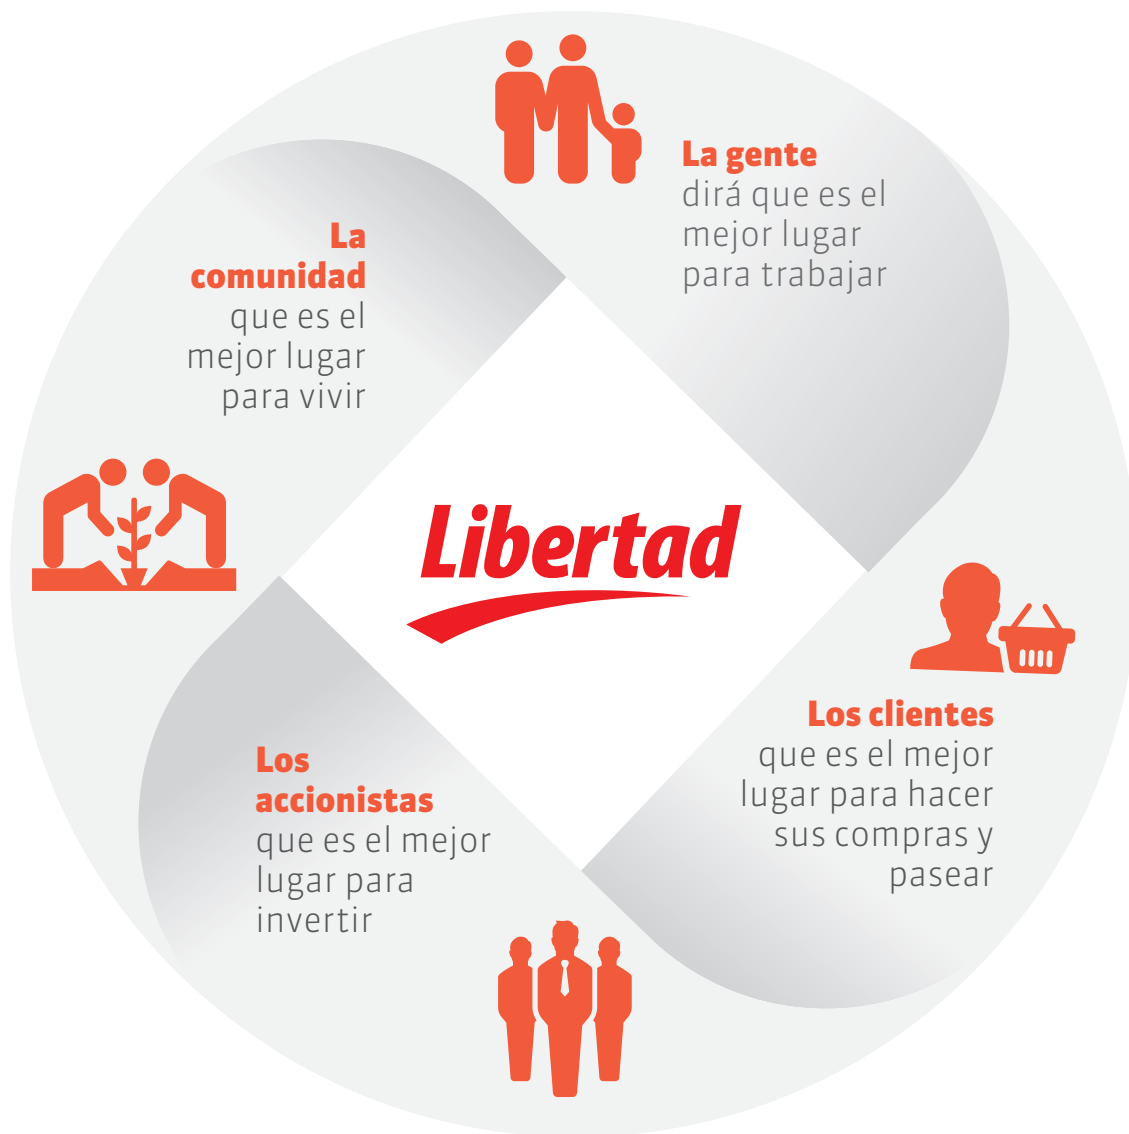 La gente
dirá que es el
mejor lugar
para trabajar
La
comunidad
que es el
mejor lugar
para vivir
Libertad
Los clientes
que es el mejor
lugar para hacer
sus compras y
pasear
Los
accionistas
que es el mejor
lugar para
invertir